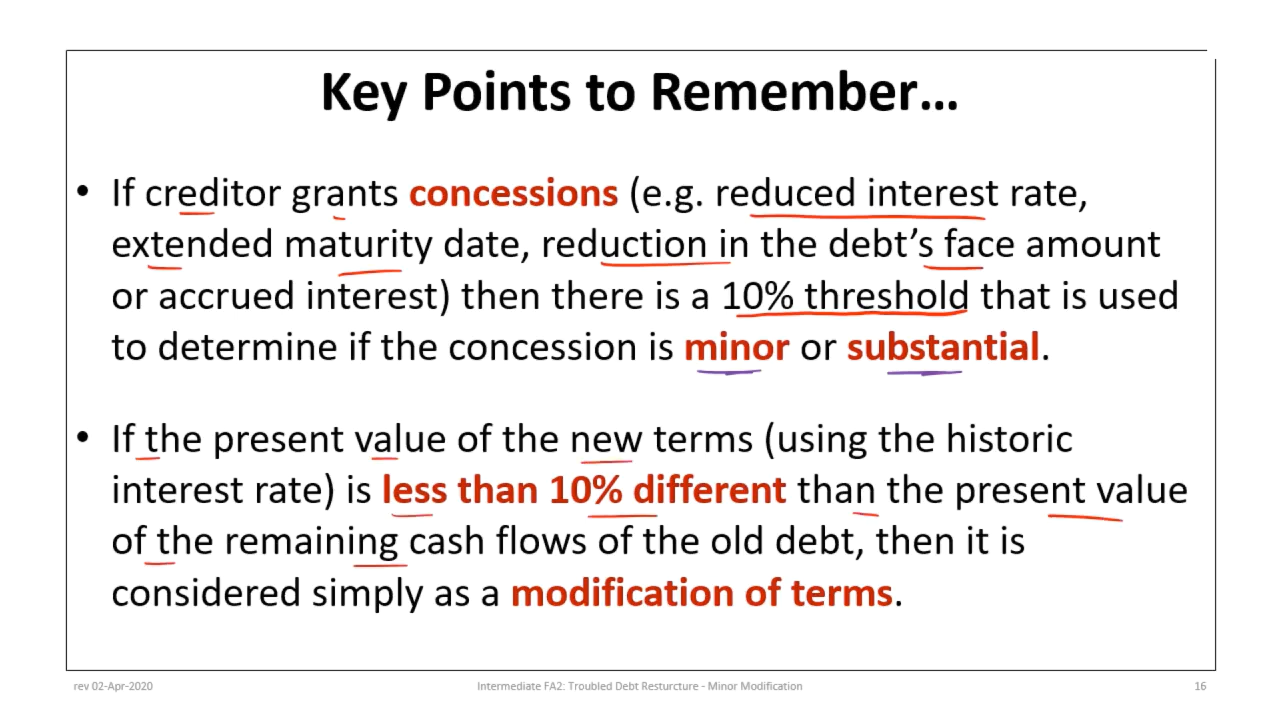 Key Points to Remember…
• If creditor grants concessions (e.g. reduced interest rate,
extended maturity date, reduction in the debt’s face amount
or accrued interest) then there is a 10% threshold that is used
to determine if the concession is minor or substantial.
• If the present value of the new terms (using the historic
interest rate) is less than 10% different than the present value
of the remaining cash flows of the old debt, then it is
considered simply as a modification of terms.
rev 02-Apr-2020 Intermediate FA2: Troubled Debt Resturcture - Minor Modification 16